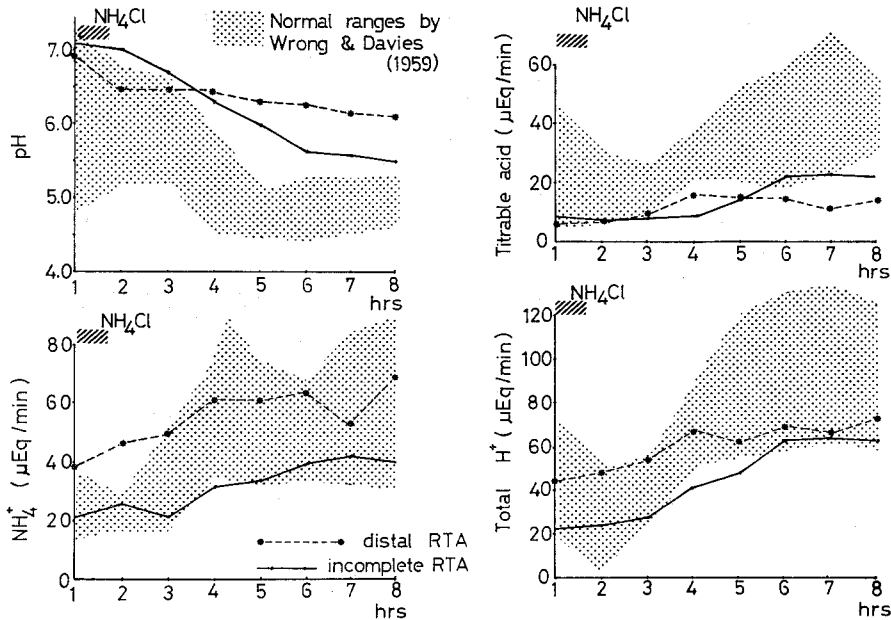 NH₄Cl
Normal ranges by
Wrong & Davies
(1959)
7.0
6.0
5.0
4.0
pH
1 2 3 4 5 6 7 8
hrs
NH₄Cl
60
40
20
0
Titrable acid ( μEq/min)
1 2 3 4 5 6 7 8
hrs
NH₄Cl
80
60
40
20
0
NH₄⁺ ( μEq /min)
distal RTA
incomplete RTA
1 2 3 4 5 6 7 8
hrs
NH₄Cl
120
100
80
60
40
20
0
Total H⁺ ( μEq/min)
1 2 3 4 5 6 7 8
hrs